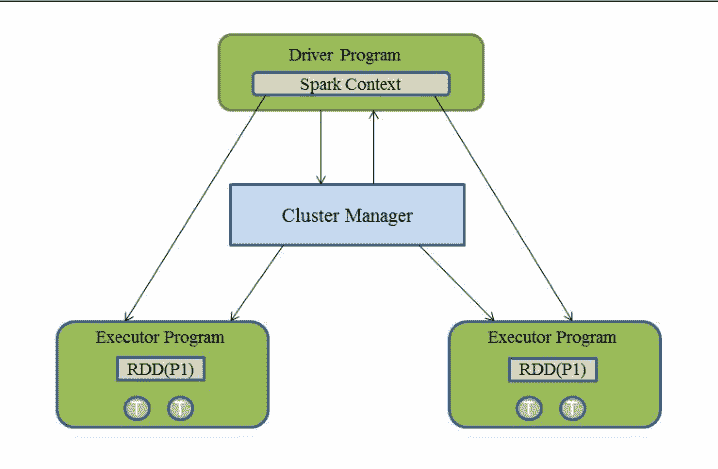 Driver Program
Spark Context
Cluster Manager
Executor Program
RDD(P1)
T T
Executor Program
RDD(P1)
T T